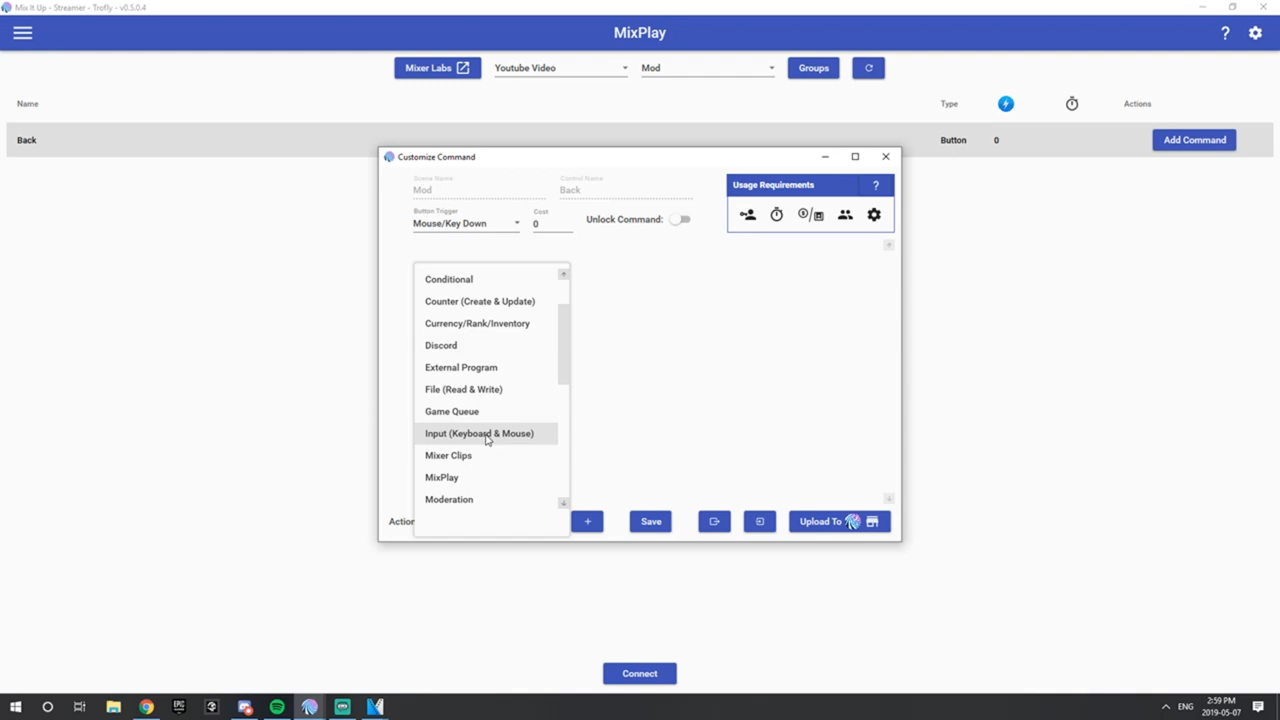 Mix It Up - Streamer - Trofly - v0.5.0.4
MixPlay
?
Mixer Labs
Youtube Video
Mod
Groups
Name
Type
Actions
Back
Button
0
Add Command
Customize Command
Scene Name
Mod
Control Name
Back
Usage Requirements
?
Button Trigger
Mouse/Key Down
Cost
0
Unlock Command:
Conditional
Counter (Create & Update)
Currency/Rank/Inventory
Discord
External Program
File (Read & Write)
Game Queue
Input (Keyboard & Mouse)
Mixer Clips
MixPlay
Moderation
Action
+
Save
Upload To
Connect
EPIC
GAMES
ENG
2:59 PM
2019-05-07